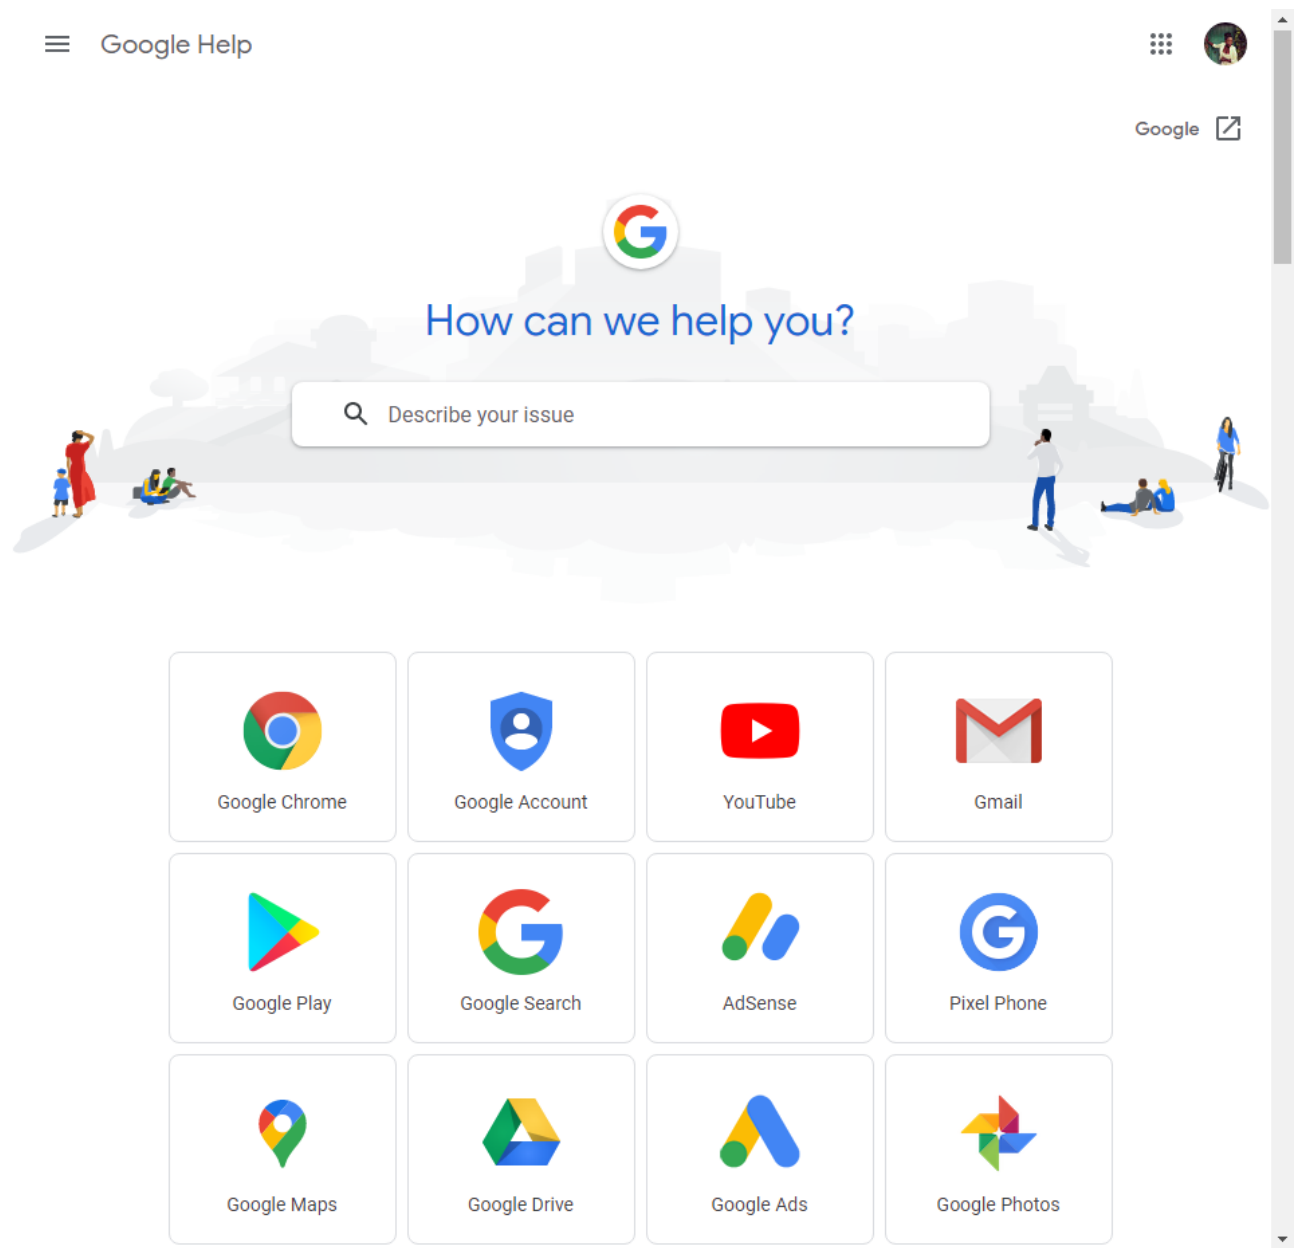 Google Help
Google
How can we help you?
Describe your issue
Google Chrome
Google Account
YouTube
Gmail
Google Play
Google Search
AdSense
Pixel Phone
Google Maps
Google Drive
Google Ads
Google Photos